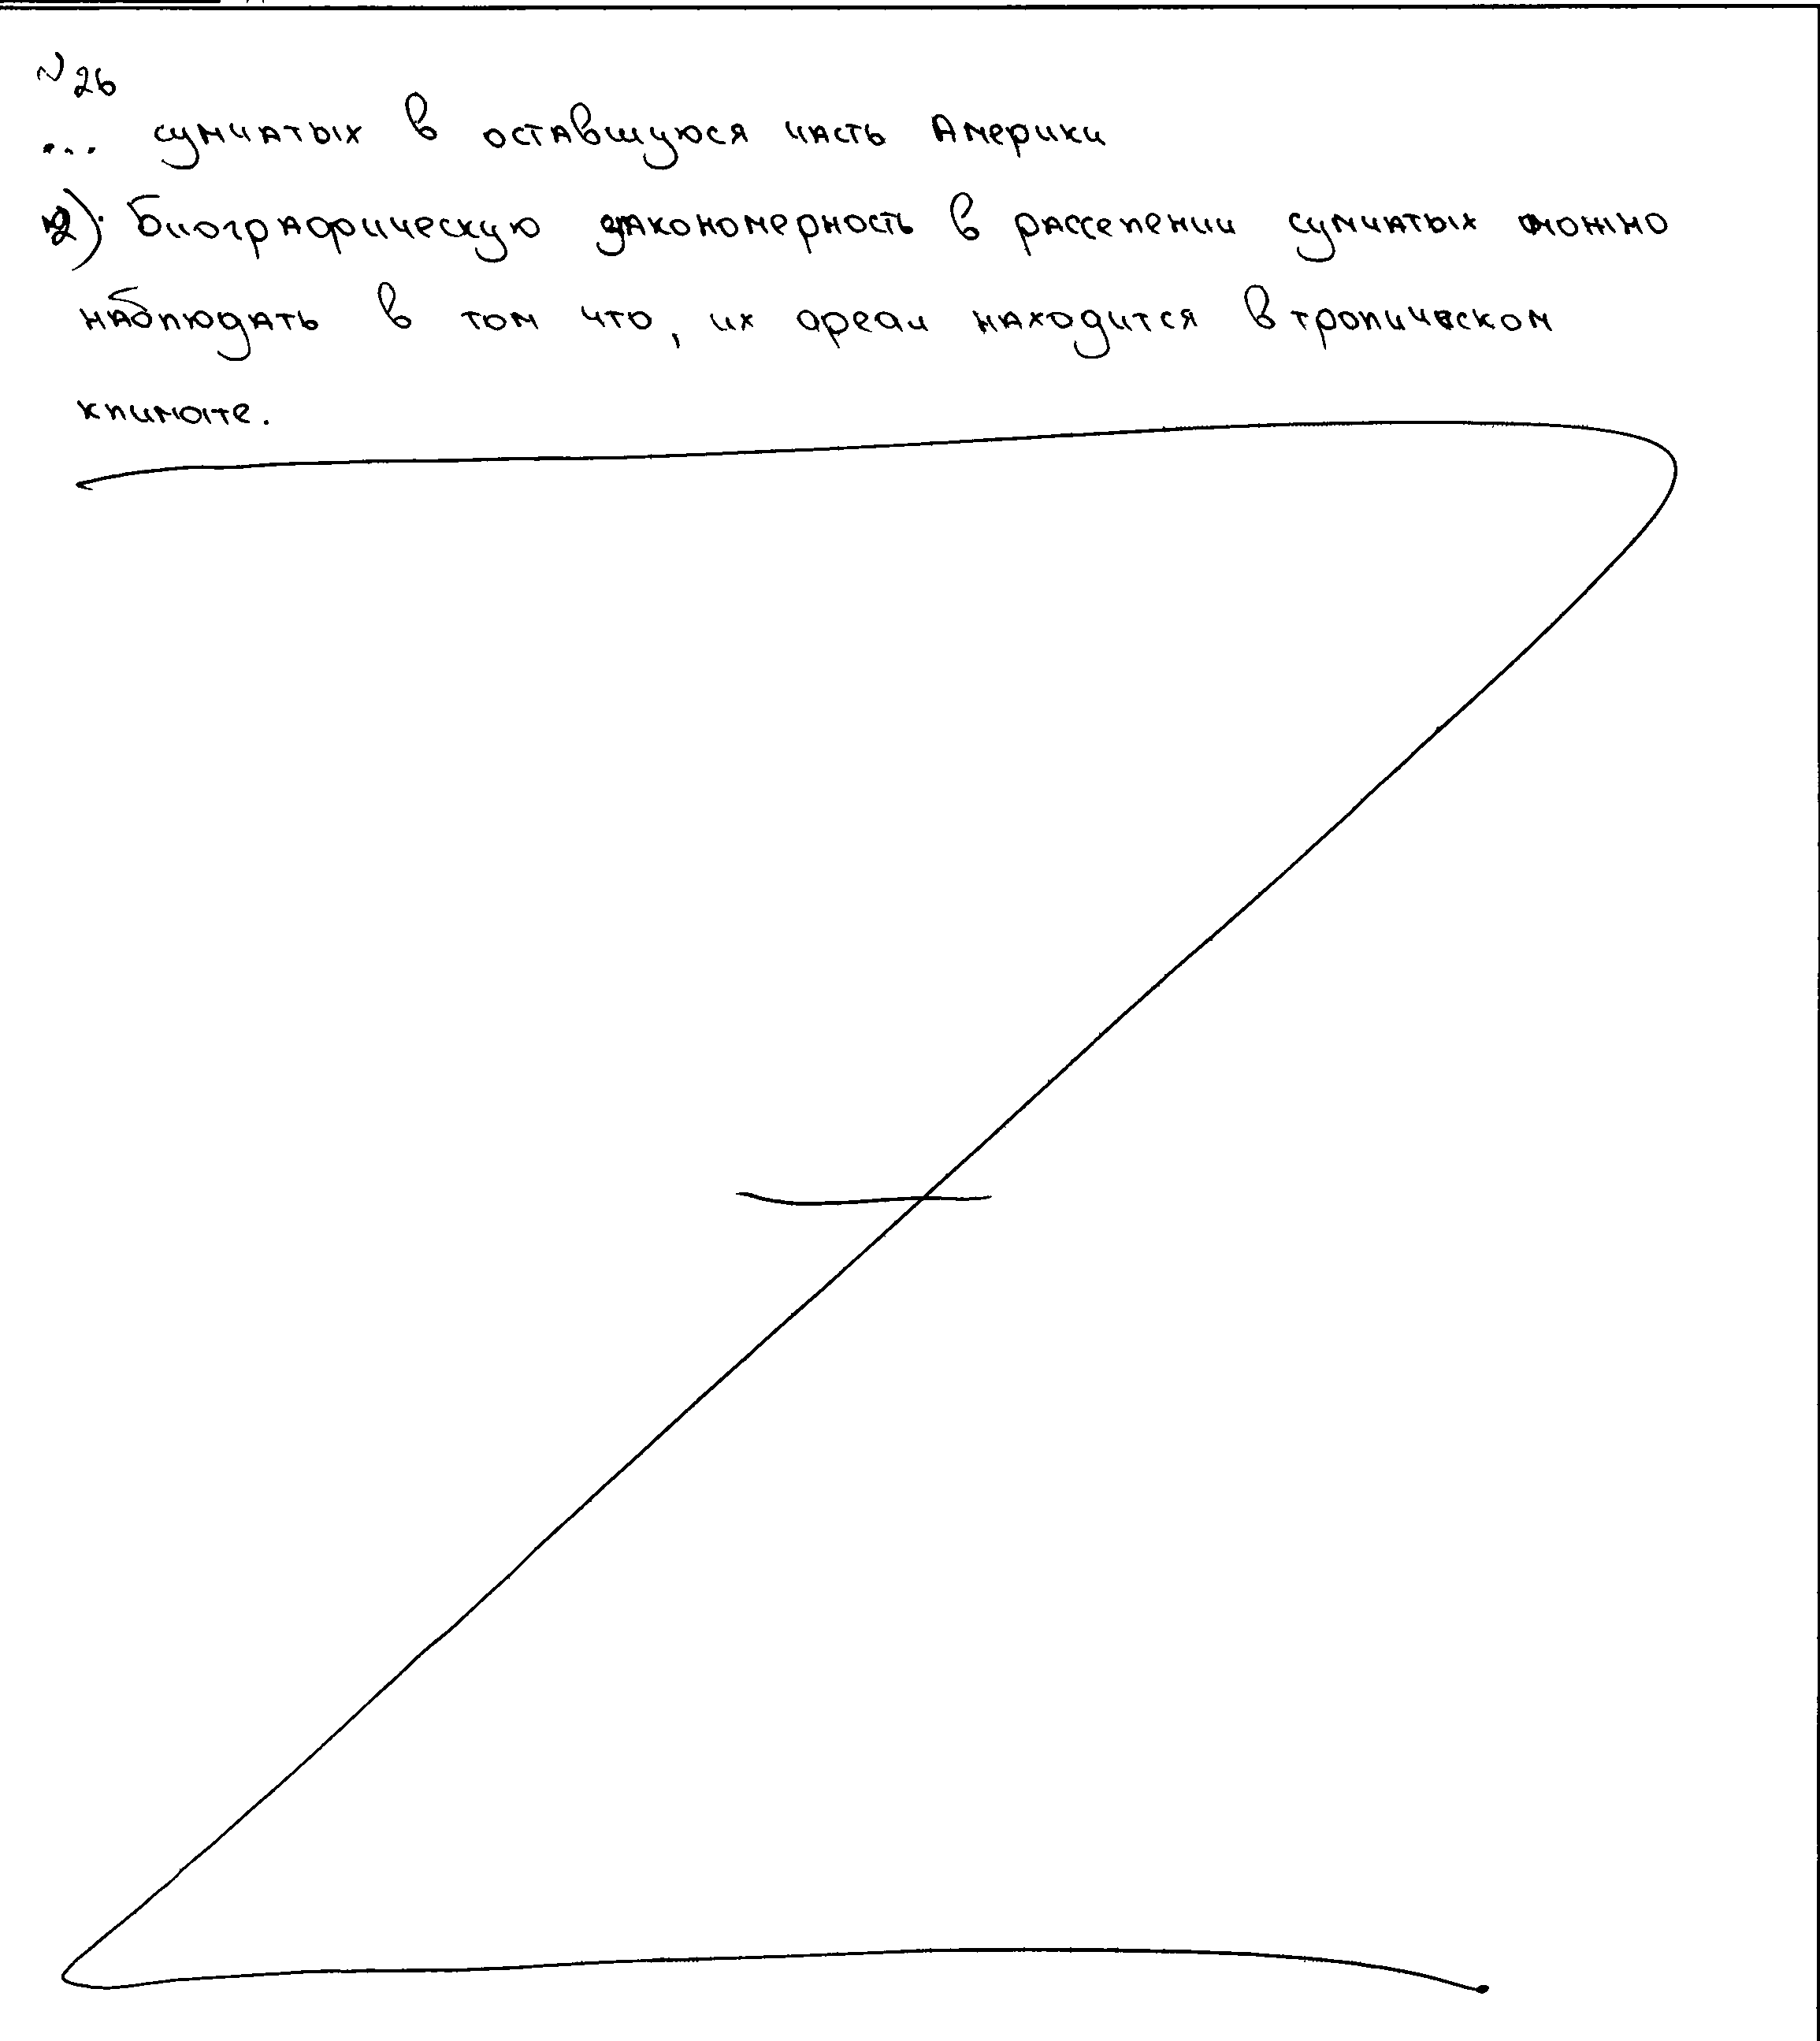 №26
... сумчатых в оставшуюся часть Америки
2). Биографическую закономерность в расселении сумчатых можно
наблюдать в том что, их ареал находится в тропическом
климате.